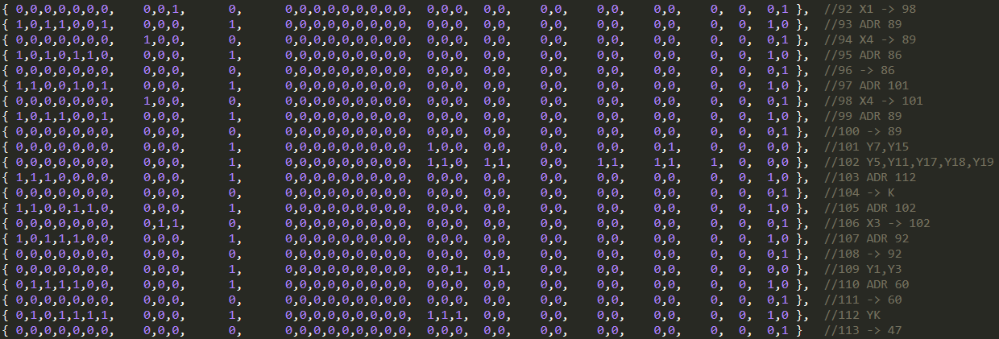 { 0,0,0,0,0,0,0, 0,0,1, 0, 0,0,0,0,0,0,0,0,0, 0,0,0, 0,0, 0,0, 0,0, 0,0, 0, 0, 0,1 }, //92 X1 -> 98
{ 1,0,1,1,0,0,1, 0,0,0, 1, 0,0,0,0,0,0,0,0,0, 0,0,0, 0,0, 0,0, 0,0, 0,0, 0, 0, 1,0 }, //93 ADR 89
{ 0,0,0,0,0,0,0, 1,0,0, 0, 0,0,0,0,0,0,0,0,0, 0,0,0, 0,0, 0,0, 0,0, 0,0, 0, 0, 0,1 }, //94 X4 -> 89
{ 1,0,1,0,1,1,0, 0,0,0, 1, 0,0,0,0,0,0,0,0,0, 0,0,0, 0,0, 0,0, 0,0, 0,0, 0, 0, 1,0 }, //95 ADR 86
{ 0,0,0,0,0,0,0, 0,0,0, 0, 0,0,0,0,0,0,0,0,0, 0,0,0, 0,0, 0,0, 0,0, 0,0, 0, 0, 0,1 }, //96 -> 86
{ 1,1,0,0,1,0,1, 0,0,0, 1, 0,0,0,0,0,0,0,0,0, 0,0,0, 0,0, 0,0, 0,0, 0,0, 0, 0, 1,0 }, //97 ADR 101
{ 0,0,0,0,0,0,0, 1,0,0, 0, 0,0,0,0,0,0,0,0,0, 0,0,0, 0,0, 0,0, 0,0, 0,0, 0, 0, 0,1 }, //98 X4 -> 101
{ 1,0,1,1,0,0,1, 0,0,0, 1, 0,0,0,0,0,0,0,0,0, 0,0,0, 0,0, 0,0, 0,0, 0,0, 0, 0, 1,0 }, //99 ADR 89
{ 0,0,0,0,0,0,0, 0,0,0, 0, 0,0,0,0,0,0,0,0,0, 0,0,0, 0,0, 0,0, 0,0, 0,0, 0, 0, 0,1 }, //100 -> 89
{ 0,0,0,0,0,0,0, 0,0,0, 1, 0,0,0,0,0,0,0,0,0, 1,0,0, 0,0, 0,0, 0,0, 0,1, 0, 0, 0,0 }, //101 Y7,Y15
{ 0,0,0,0,0,0,0, 0,0,0, 1, 0,0,0,0,0,0,0,0,0, 1,1,0, 1,1, 0,0, 1,1, 1,1, 1, 0, 0,0 }, //102 Y5,Y11,Y17,Y18,Y19
{ 1,1,1,0,0,0,0, 0,0,0, 1, 0,0,0,0,0,0,0,0,0, 0,0,0, 0,0, 0,0, 0,0, 0,0, 0, 0, 1,0 }, //103 ADR 112
{ 0,0,0,0,0,0,0, 0,0,0, 0, 0,0,0,0,0,0,0,0,0, 0,0,0, 0,0, 0,0, 0,0, 0,0, 0, 0, 0,1 }, //104 -> K
{ 1,1,0,0,1,1,0, 0,0,0, 1, 0,0,0,0,0,0,0,0,0, 0,0,0, 0,0, 0,0, 0,0, 0,0, 0, 0, 1,0 }, //105 ADR 102
{ 0,0,0,0,0,0,0, 0,1,1, 0, 0,0,0,0,0,0,0,0,0, 0,0,0, 0,0, 0,0, 0,0, 0,0, 0, 0, 0,1 }, //106 X3 -> 102
{ 1,0,1,1,1,0,0, 0,0,0, 1, 0,0,0,0,0,0,0,0,0, 0,0,0, 0,0, 0,0, 0,0, 0,0, 0, 0, 1,0 }, //107 ADR 92
{ 0,0,0,0,0,0,0, 0,0,0, 0, 0,0,0,0,0,0,0,0,0, 0,0,0, 0,0, 0,0, 0,0, 0,0, 0, 0, 0,1 }, //108 -> 92
{ 0,0,0,0,0,0,0, 0,0,0, 1, 0,0,0,0,0,0,0,0,0, 0,0,1, 0,1, 0,0, 0,0, 0,0, 0, 0, 0,0 }, //109 Y1,Y3
{ 0,1,1,1,1,0,0, 0,0,0, 1, 0,0,0,0,0,0,0,0,0, 0,0,0, 0,0, 0,0, 0,0, 0,0, 0, 0, 1,0 }, //110 ADR 60
{ 0,0,0,0,0,0,0, 0,0,0, 0, 0,0,0,0,0,0,0,0,0, 0,0,0, 0,0, 0,0, 0,0, 0,0, 0, 0, 0,1 }, //111 -> 60
{ 0,1,0,1,1,1,1, 0,0,0, 1, 0,0,0,0,0,0,0,0,0, 1,1,1, 0,0, 0,0, 0,0, 0,0, 0, 0, 1,0 }, //112 YK
{ 0,0,0,0,0,0,0, 0,0,0, 0, 0,0,0,0,0,0,0,0,0, 0,0,0, 0,0, 0,0, 0,0, 0,0, 0, 0, 0,1 } //113 -> 47